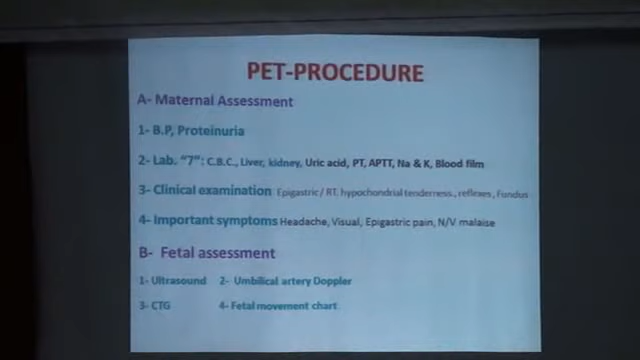 PET-PROCEDURE
A- Maternal Assessment
1- B.P, Proteinuria
2- Lab. "7": C.B.C., Liver, kidney, Uric acid, PT, APTT, Na & K, Blood film
3- Clinical examination Epigastric / RT. hypochondrial tenderness, reflexes, Fundus
4- Important symptoms Headache, Visual, Epigastric pain, N/V malaise
B- Fetal assessment
1- Ultrasound 2- Umbilical artery Doppler
3- CTG 4- Fetal movement chart